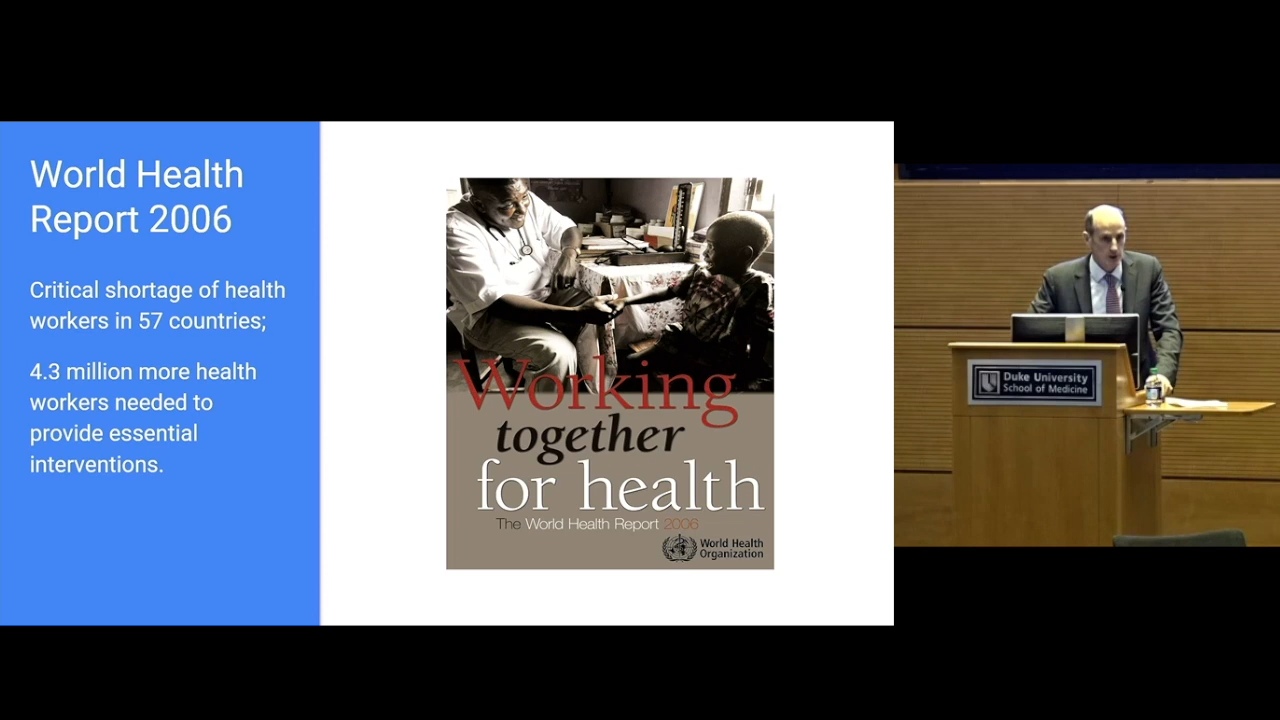 World Health
Report 2006
Critical shortage of health
workers in 57 countries;
4.3 million more health
workers needed to
provide essential
interventions.
Working
together
for health
The World Health Report 2006
World Health
Organization
Duke University
School of Medicine